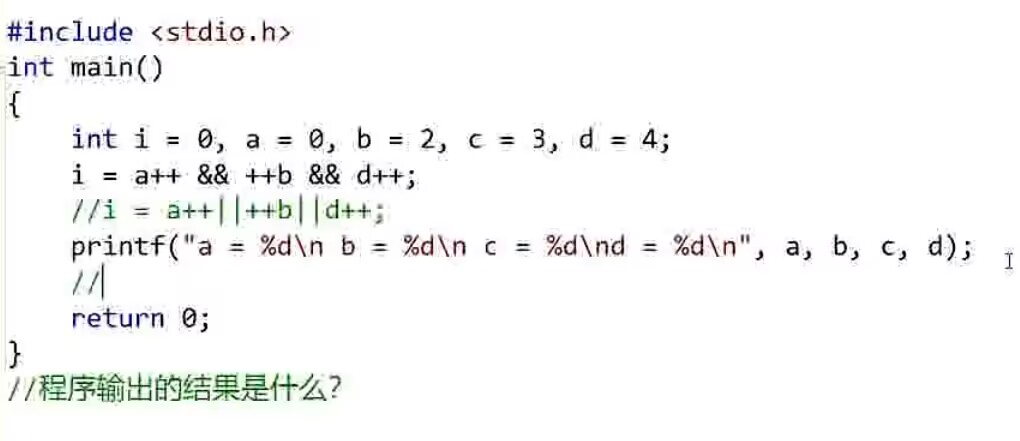 #include <stdio.h>
int main()
{
    int i = 0, a = 0, b = 2, c = 3, d = 4;
    i = a++ && ++b && d++;
    //i = a++||++b||d++;
    printf("a = %d\n b = %d\n c = %d\nd = %d\n", a, b, c, d);
    //
    return 0;
}
//程序输出的结果是什么?